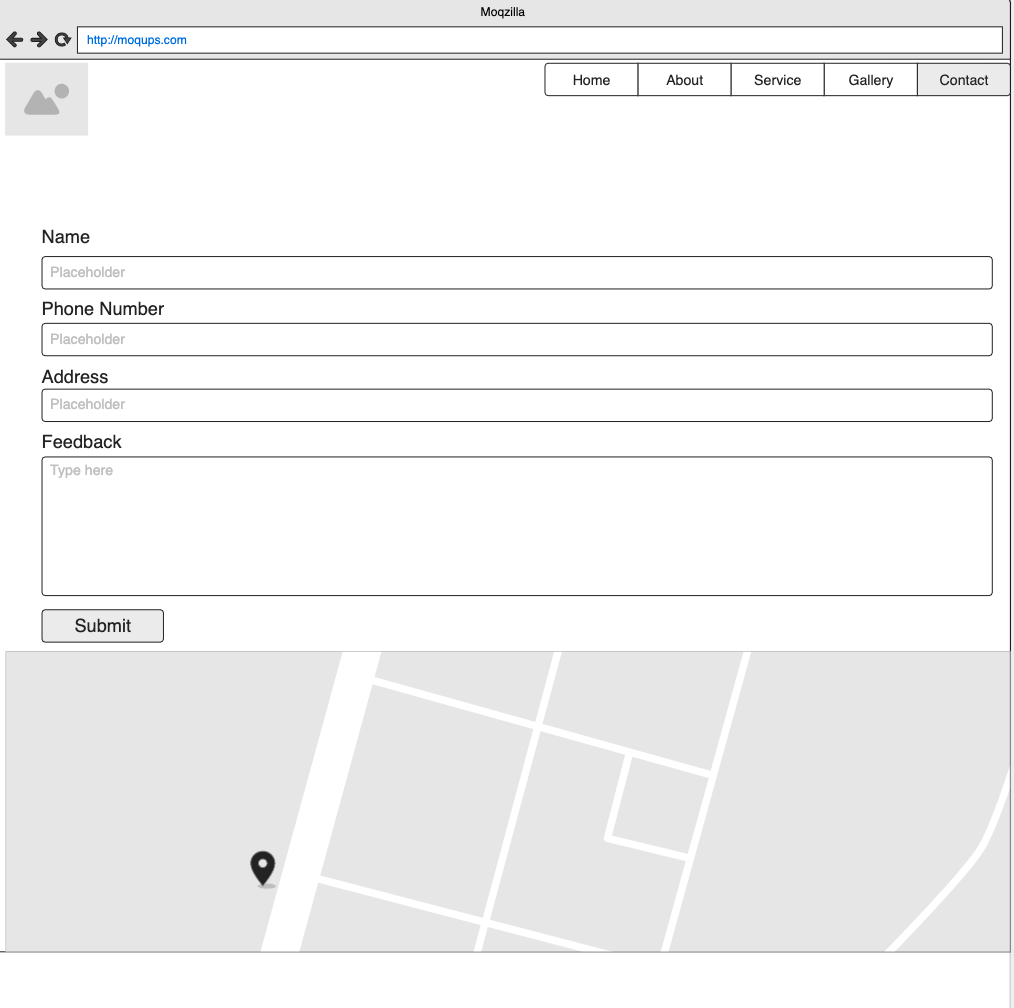 Moqzilla
http://moqups.com
Home About Service Gallery Contact
Name
Placeholder
Phone Number
Placeholder
Address
Placeholder
Feedback
Type here
Submit